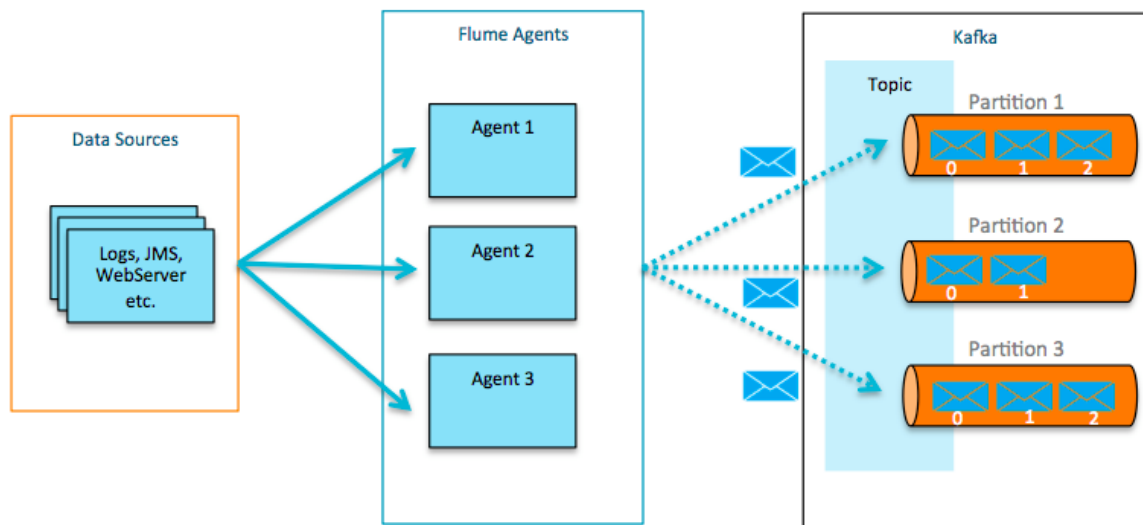 Data Sources
Logs, JMS,
WebServer
etc.
Flume Agents
Agent 1
Agent 2
Agent 3
Kafka
Topic
Partition 1
0 1 2
Partition 2
0 1
Partition 3
0 1 2